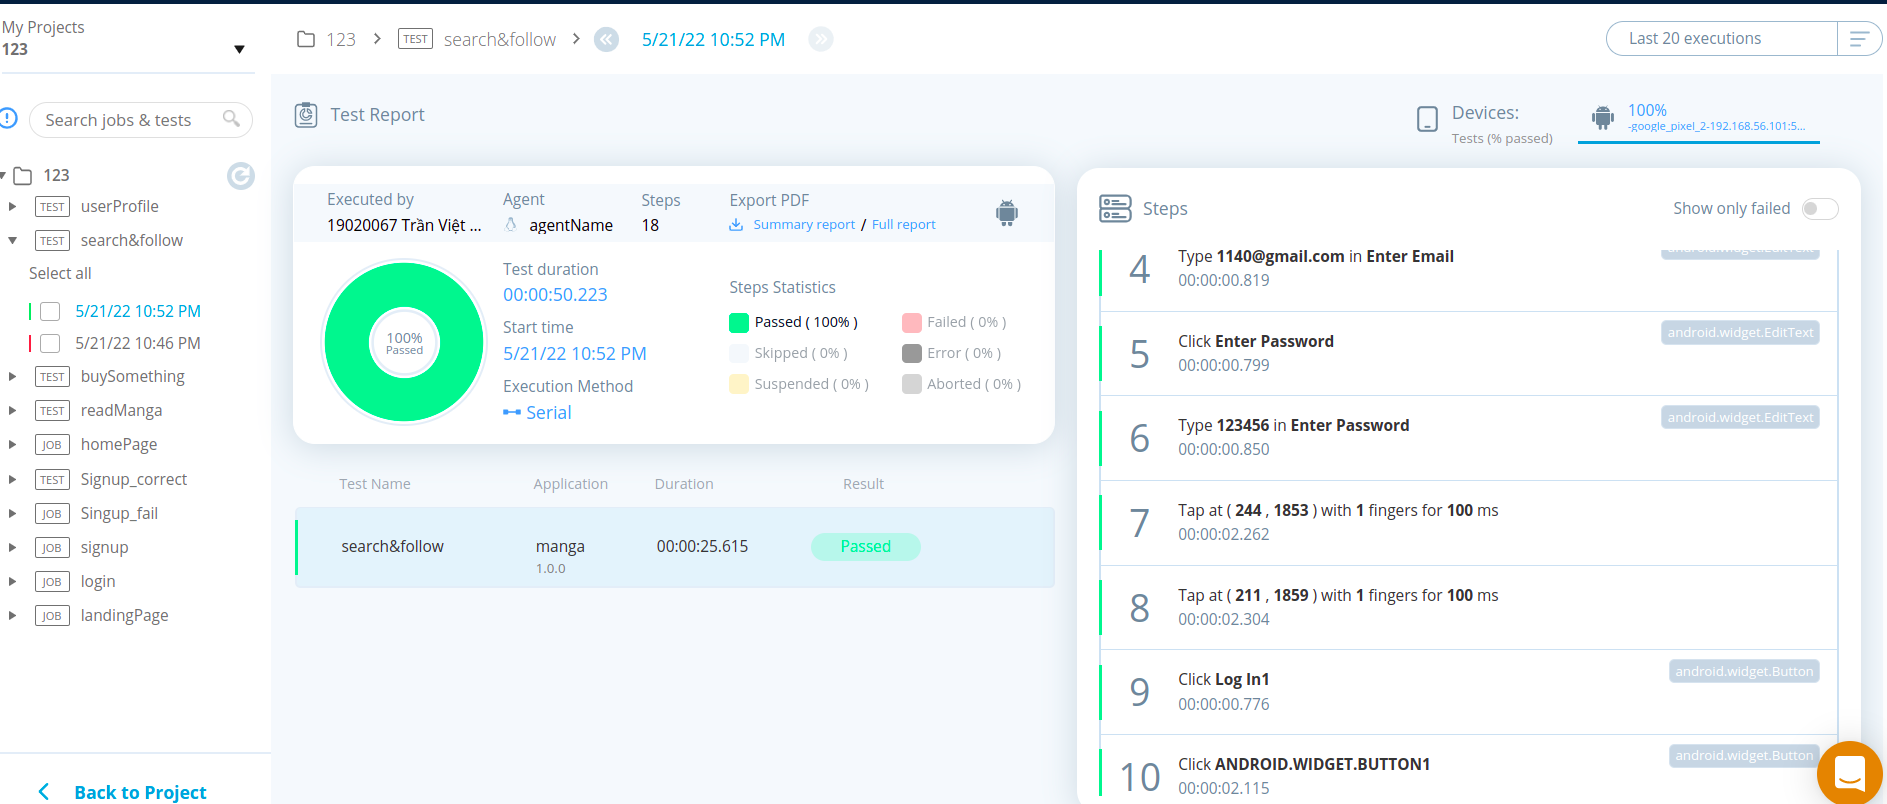 My Projects
123
123 > TEST search&follow > 5/21/22 10:52 PM
Last 20 executions
Search jobs & tests
123
TEST userProfile
TEST search&follow
Select all
5/21/22 10:52 PM
5/21/22 10:46 PM
TEST buySomething
TEST readManga
JOB homePage
TEST Signup_correct
JOB Singup_fail
JOB signup
JOB login
JOB landingPage
Back to Project
Test Report
Devices:
Tests (% passed)
100%
-google_pixel_2-192.168.56.101:5...
Executed by
19020067 Trần Việt ...
Agent
agentName
Steps
18
Export PDF
Summary report / Full report
100%
Passed
Test duration
00:00:50.223
Start time
5/21/22 10:52 PM
Execution Method
Serial
Steps Statistics
Passed ( 100% )
Failed ( 0% )
Skipped ( 0% )
Error ( 0% )
Suspended ( 0% )
Aborted ( 0% )
Test Name Application Duration Result
search&follow manga 00:00:25.615 Passed
1.0.0
Steps
Show only failed
4 Type 1140@gmail.com in Enter Email
android.widget.EditText
00:00:00.819
5 Click Enter Password
android.widget.EditText
00:00:00.799
6 Type 123456 in Enter Password
android.widget.EditText
00:00:00.850
7 Tap at ( 244 , 1853 ) with 1 fingers for 100 ms
00:00:02.262
8 Tap at ( 211 , 1859 ) with 1 fingers for 100 ms
00:00:02.304
9 Click Log In1
android.widget.Button
00:00:00.776
10 Click ANDROID.WIDGET.BUTTON1
android.widget.Button
00:00:02.115